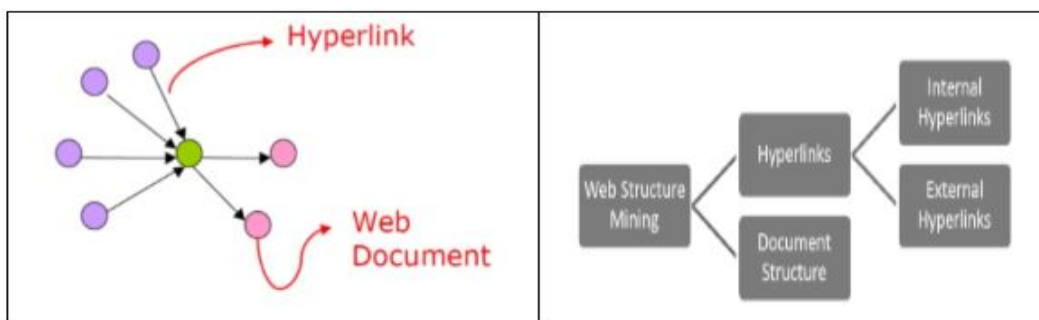 Hyperlink
Web
Document
Web Structure
Mining
Hyperlinks
Document
Structure
Internal
Hyperlinks
External
Hyperlinks